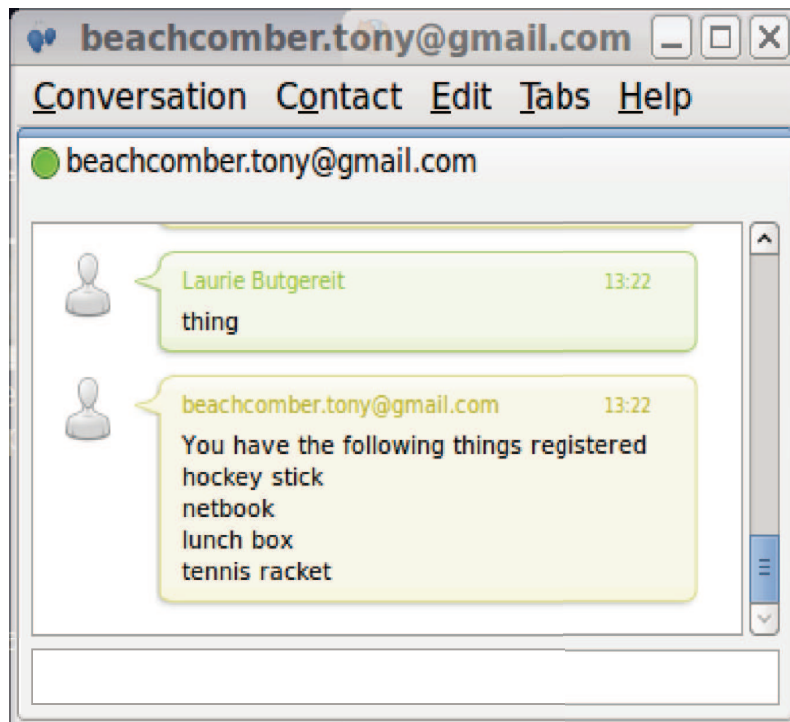 beachcomber.tony@gmail.com
Conversation Contact Edit Tabs Help
beachcomber.tony@gmail.com
Laurie Butgereit 13:22
thing
beachcomber.tony@gmail.com 13:22
You have the following things registered
hockey stick
netbook
lunch box
tennis racket